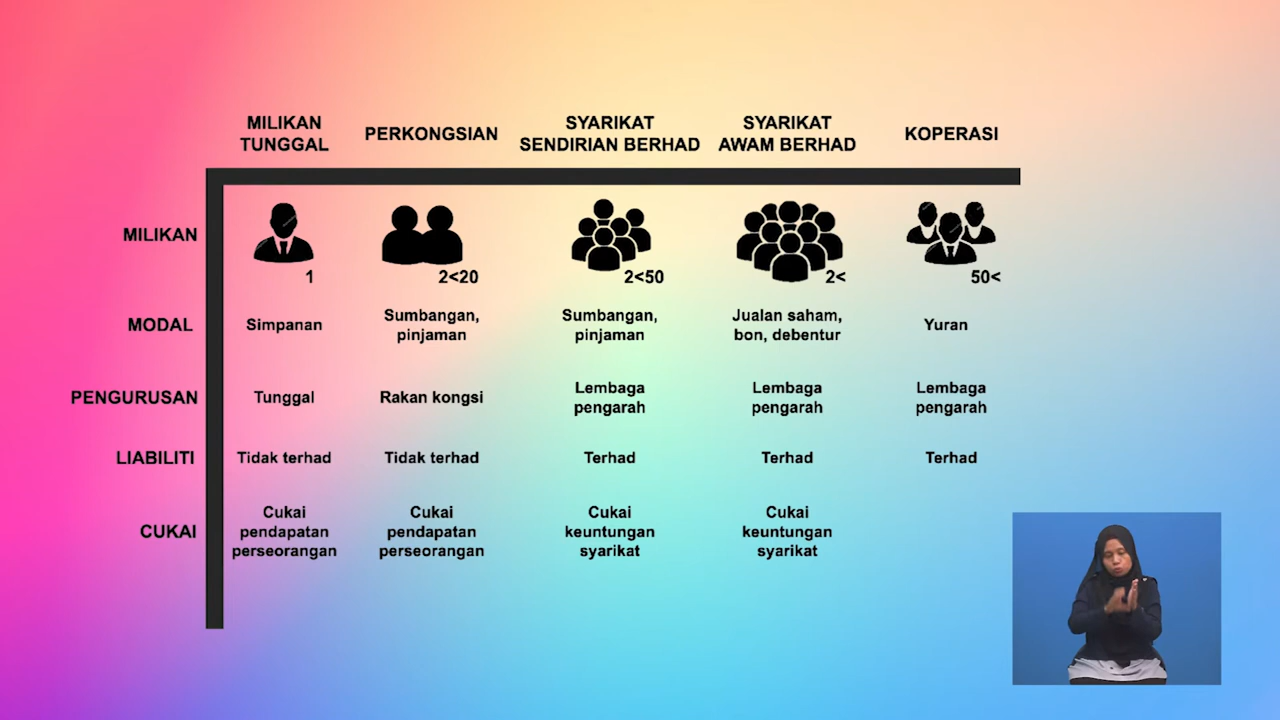 MILIKAN
TUNGGAL
PERKONGSIAN
SYARIKAT
SENDIRIAN BERHAD
SYARIKAT
AWAM BERHAD
KOPERASI
MILIKAN
1
2<20
2<50
2<
50<
MODAL
Simpanan
Sumbangan,
pinjaman
Sumbangan,
pinjaman
Jualan saham,
bon, debentur
Yuran
PENGURUSAN
Tunggal
Rakan kongsi
Lembaga
pengarah
Lembaga
pengarah
Lembaga
pengarah
LIABILITI
Tidak terhad
Tidak terhad
Terhad
Terhad
Terhad
CUKAI
Cukai
pendapatan
perseorangan
Cukai
pendapatan
perseorangan
Cukai
keuntungan
syarikat
Cukai
keuntungan
syarikat